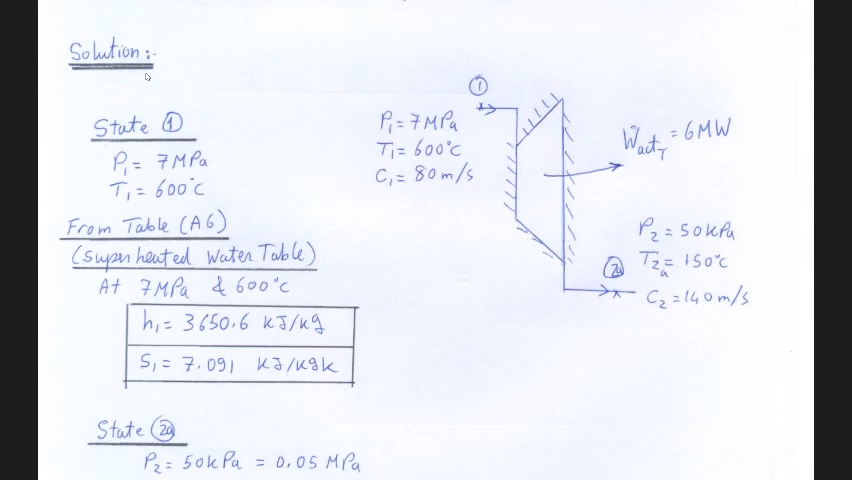 Solution:-
State ①
P₁ = 7MPa
T₁ = 600°C
From Table (A6)
(Superheated Water Table)
At 7MPa & 600°C
h₁ = 3650.6 kJ/kg
S₁ = 7.091 kJ/kgk
State ②a
P₂ = 50kPa = 0.05 MPa
①
P₁ = 7MPa
T₁ = 600°C
C₁ = 80 m/s
Ẇact_T = 6MW
P₂ = 50kPa
T₂a = 150°C
C₂ = 140 m/s
②a